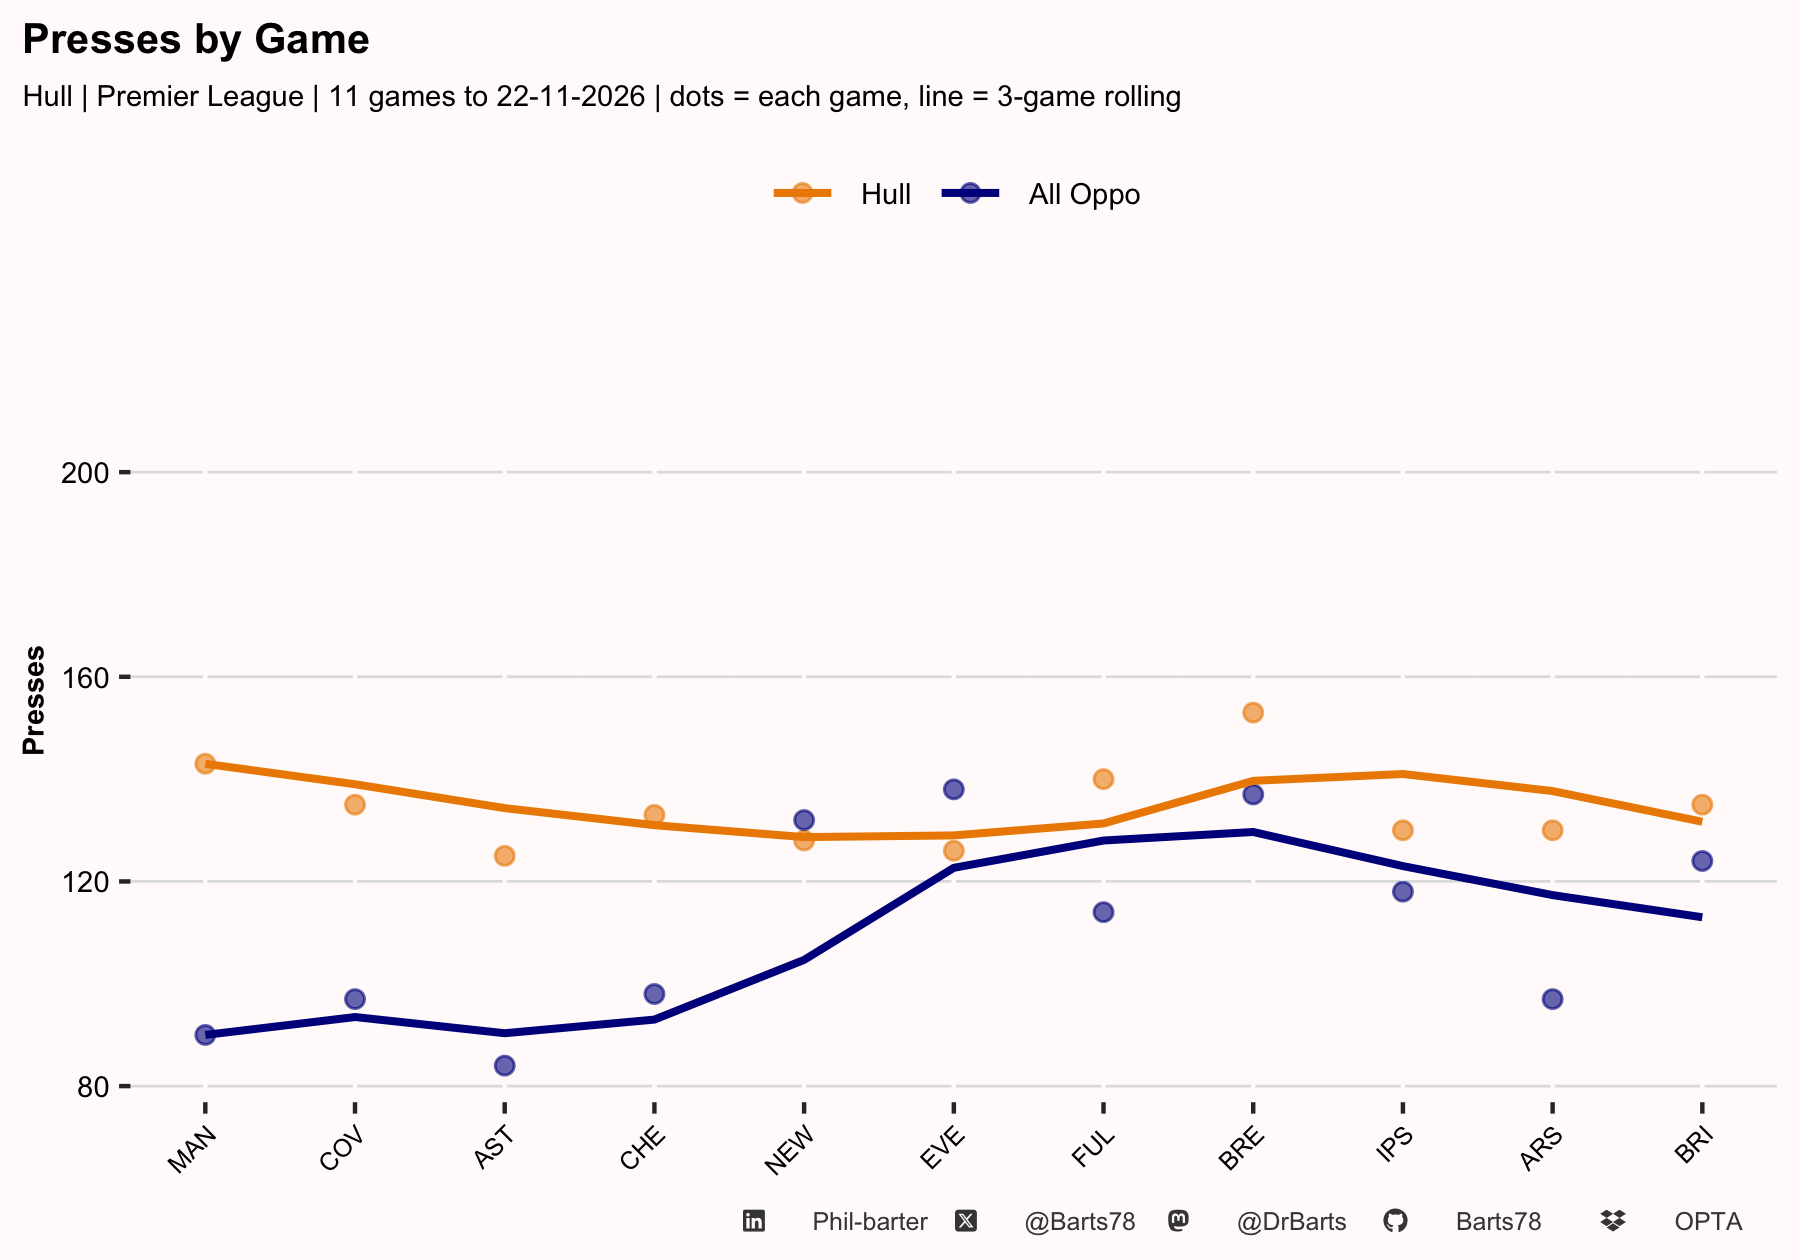 Presses by Game
Hull | Premier League | 11 games to 22-11-2026 | dots = each game, line = 3-game rolling
Hull All Oppo
200
160
120
80
Presses
MAN COV AST CHE NEW EVE FUL BRE IPS ARS BRI
Phil-barter @Barts78 @DrBarts Barts78 OPTA